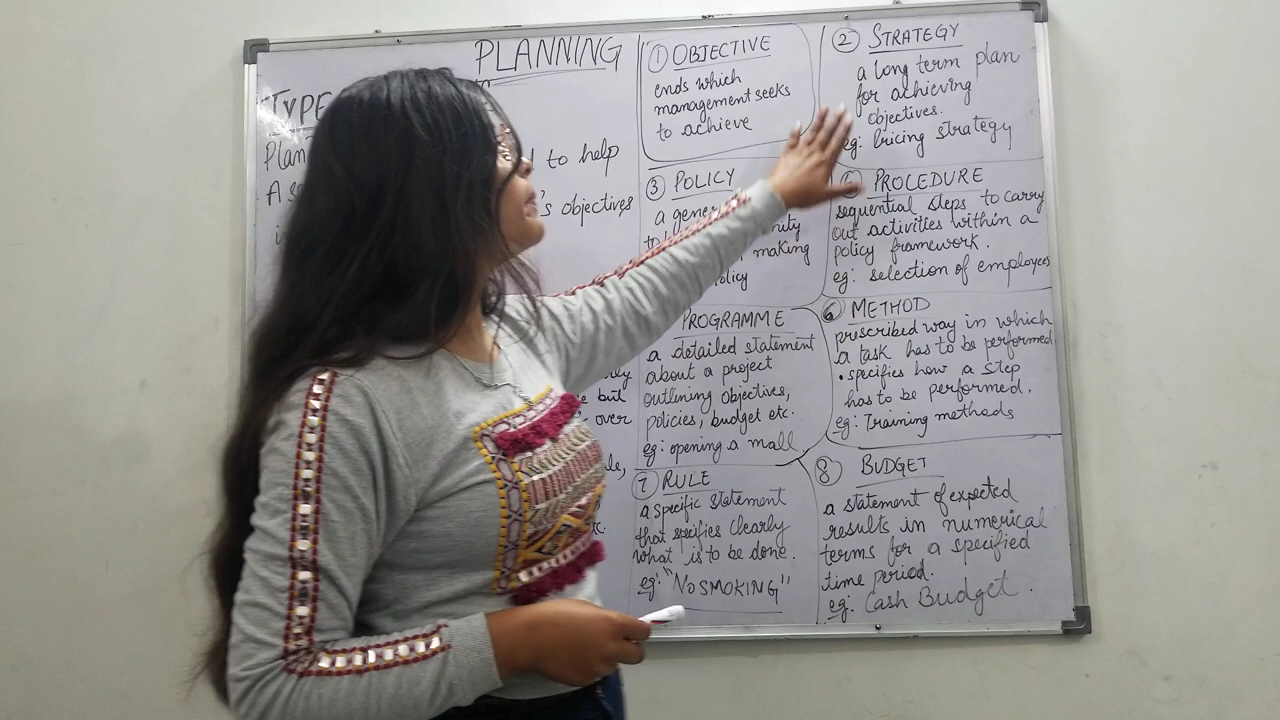 PLANNING
TYPE
Plan
to help
A s
's objectives
but
over
① OBJECTIVE
ends which
management seeks
to achieve
② STRATEGY
a long term plan
for achieving
objectives.
eg: pricing strategy
③ POLICY
a gene
making
PROCEDURE
sequential steps to carry
out activities within a
policy framework.
eg: selection of employees
PROGRAMME
a detailed statement
about a project
outlining objectives,
policies, budget etc.
eg: opening a mall
⑥ METHOD
prescribed way in which
a task has to be performed.
• specifies how a step
has to be performed.
eg: Training methods
⑦ RULE
a specific statement
that specifies clearly
what is to be done.
eg: "NO SMOKING"
⑧ BUDGET
a statement of expected
results in numerical
terms for a specified
time period.
eg: Cash Budget.